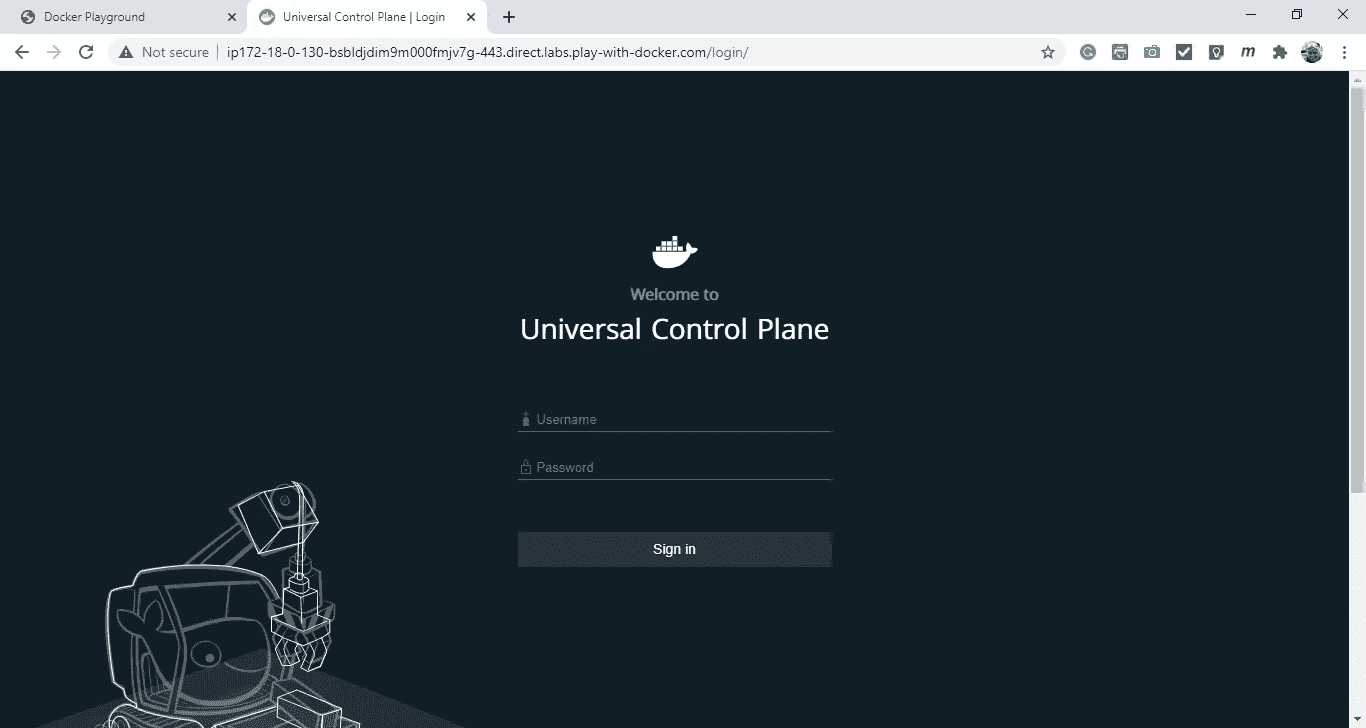 Docker Playground
Universal Control Plane | Login
Not secure
ip172-18-0-130-bsbldjdim9m000fmjv7g-443.direct.labs.play-with-docker.com/login/
m
Welcome to
Universal Control Plane
Username
Password
Sign in